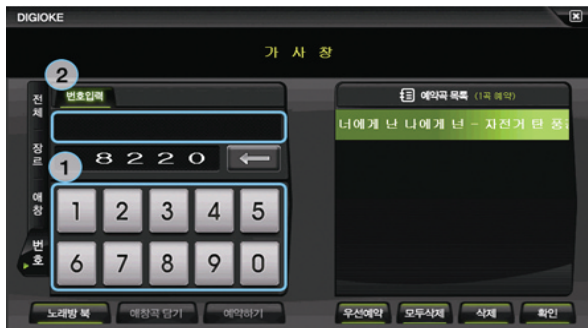 DIGIOKE
가 사 창
2
전체
번호입력
예약곡 목록 (1곡 예약)
너에게 난 나에게 넌 - 자전거 탄 풍
장르
1
8 2 2 0
애창
1 2 3 4 5
번호
6 7 8 9 0
노래방 북
애창곡 담기
예약하기
우선예약
모두삭제
삭제
확인